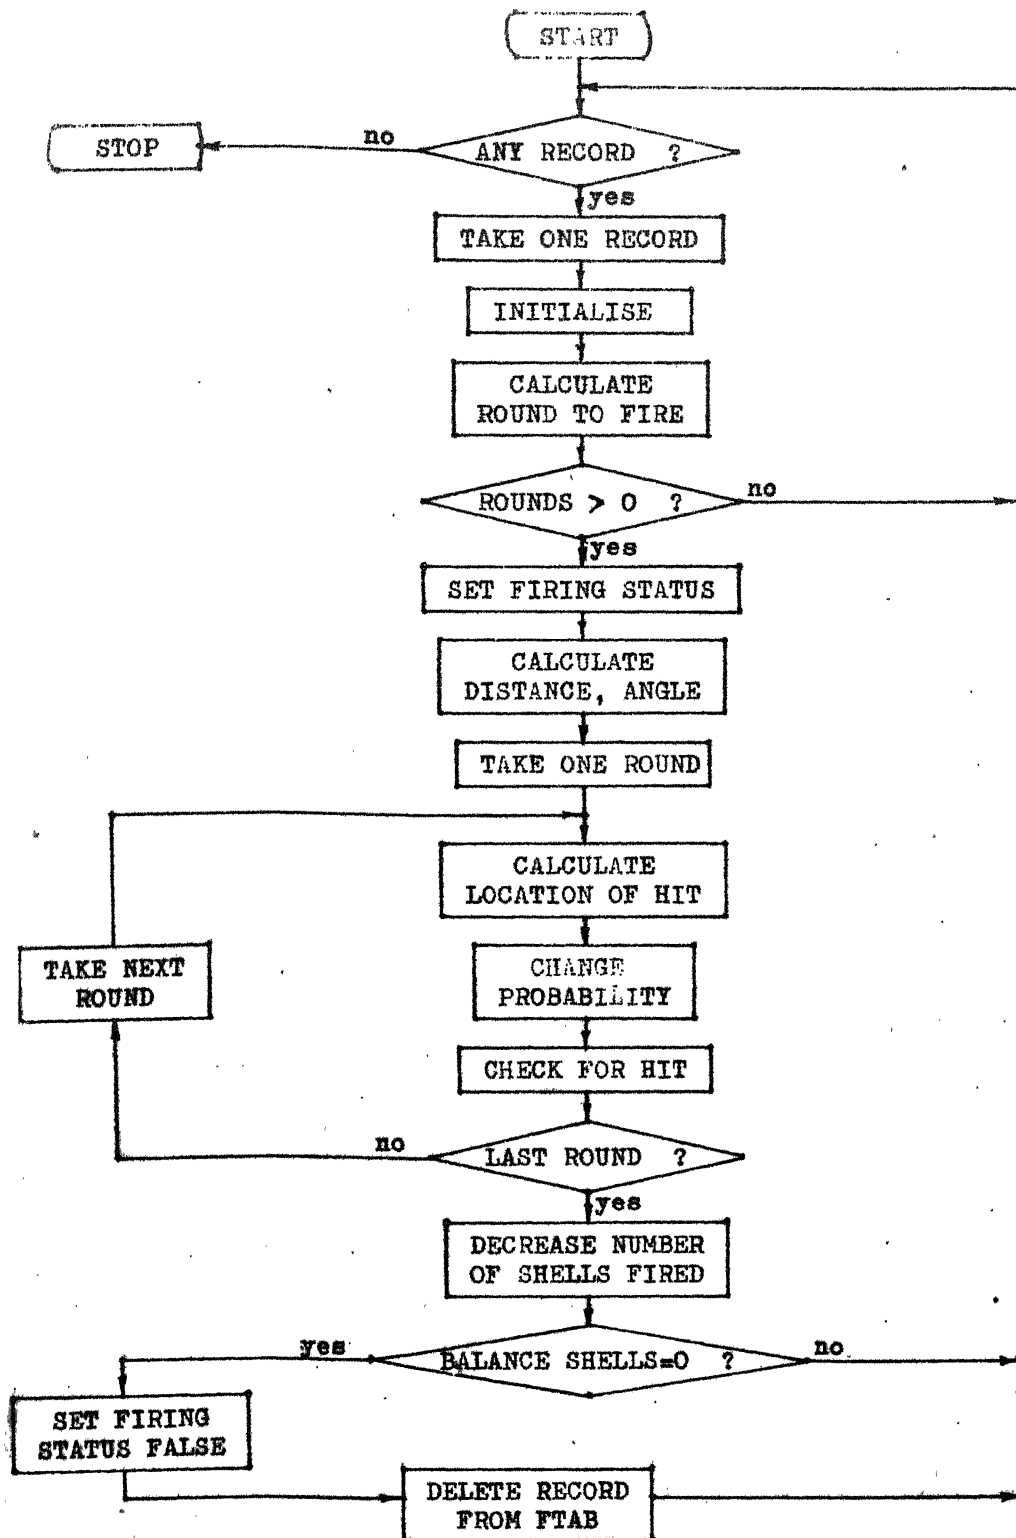 START
ANY RECORD ?
no
STOP
yes
TAKE ONE RECORD
INITIALISE
CALCULATE
ROUND TO FIRE
ROUNDS > 0 ?
no
yes
SET FIRING STATUS
CALCULATE
DISTANCE, ANGLE
TAKE ONE ROUND
CALCULATE
LOCATION OF HIT
TAKE NEXT
ROUND
CHANGE
PROBABILITY
CHECK FOR HIT
LAST ROUND ?
no
yes
DECREASE NUMBER
OF SHELLS FIRED
BALANCE SHELLS=0 ?
yes
no
SET FIRING
STATUS FALSE
DELETE RECORD
FROM FTAB